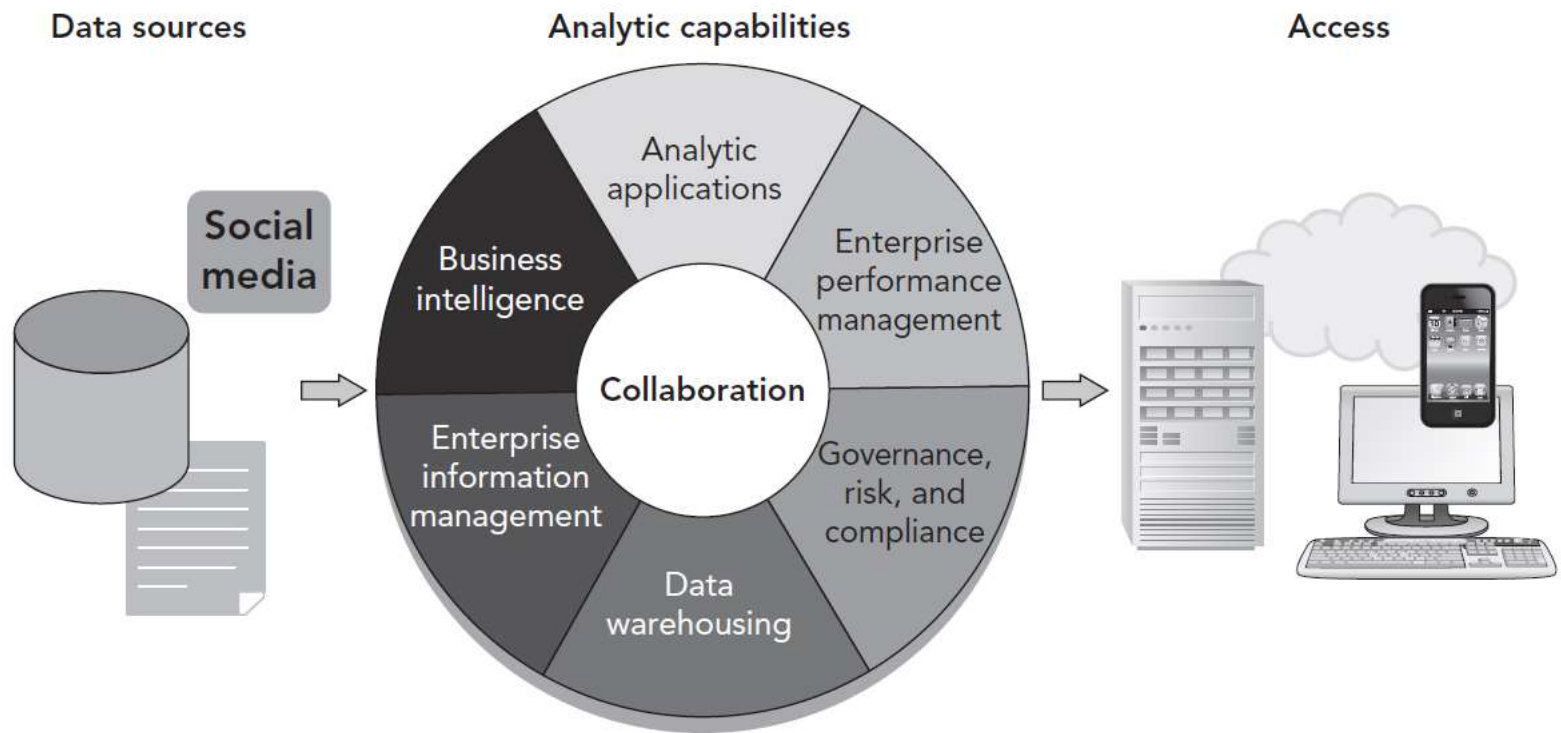 Data sources
Analytic capabilities
Access
Social
media
Analytic
applications
Enterprise
performance
management
Governance,
risk, and
compliance
Data
warehousing
Enterprise
information
management
Business
intelligence
Collaboration